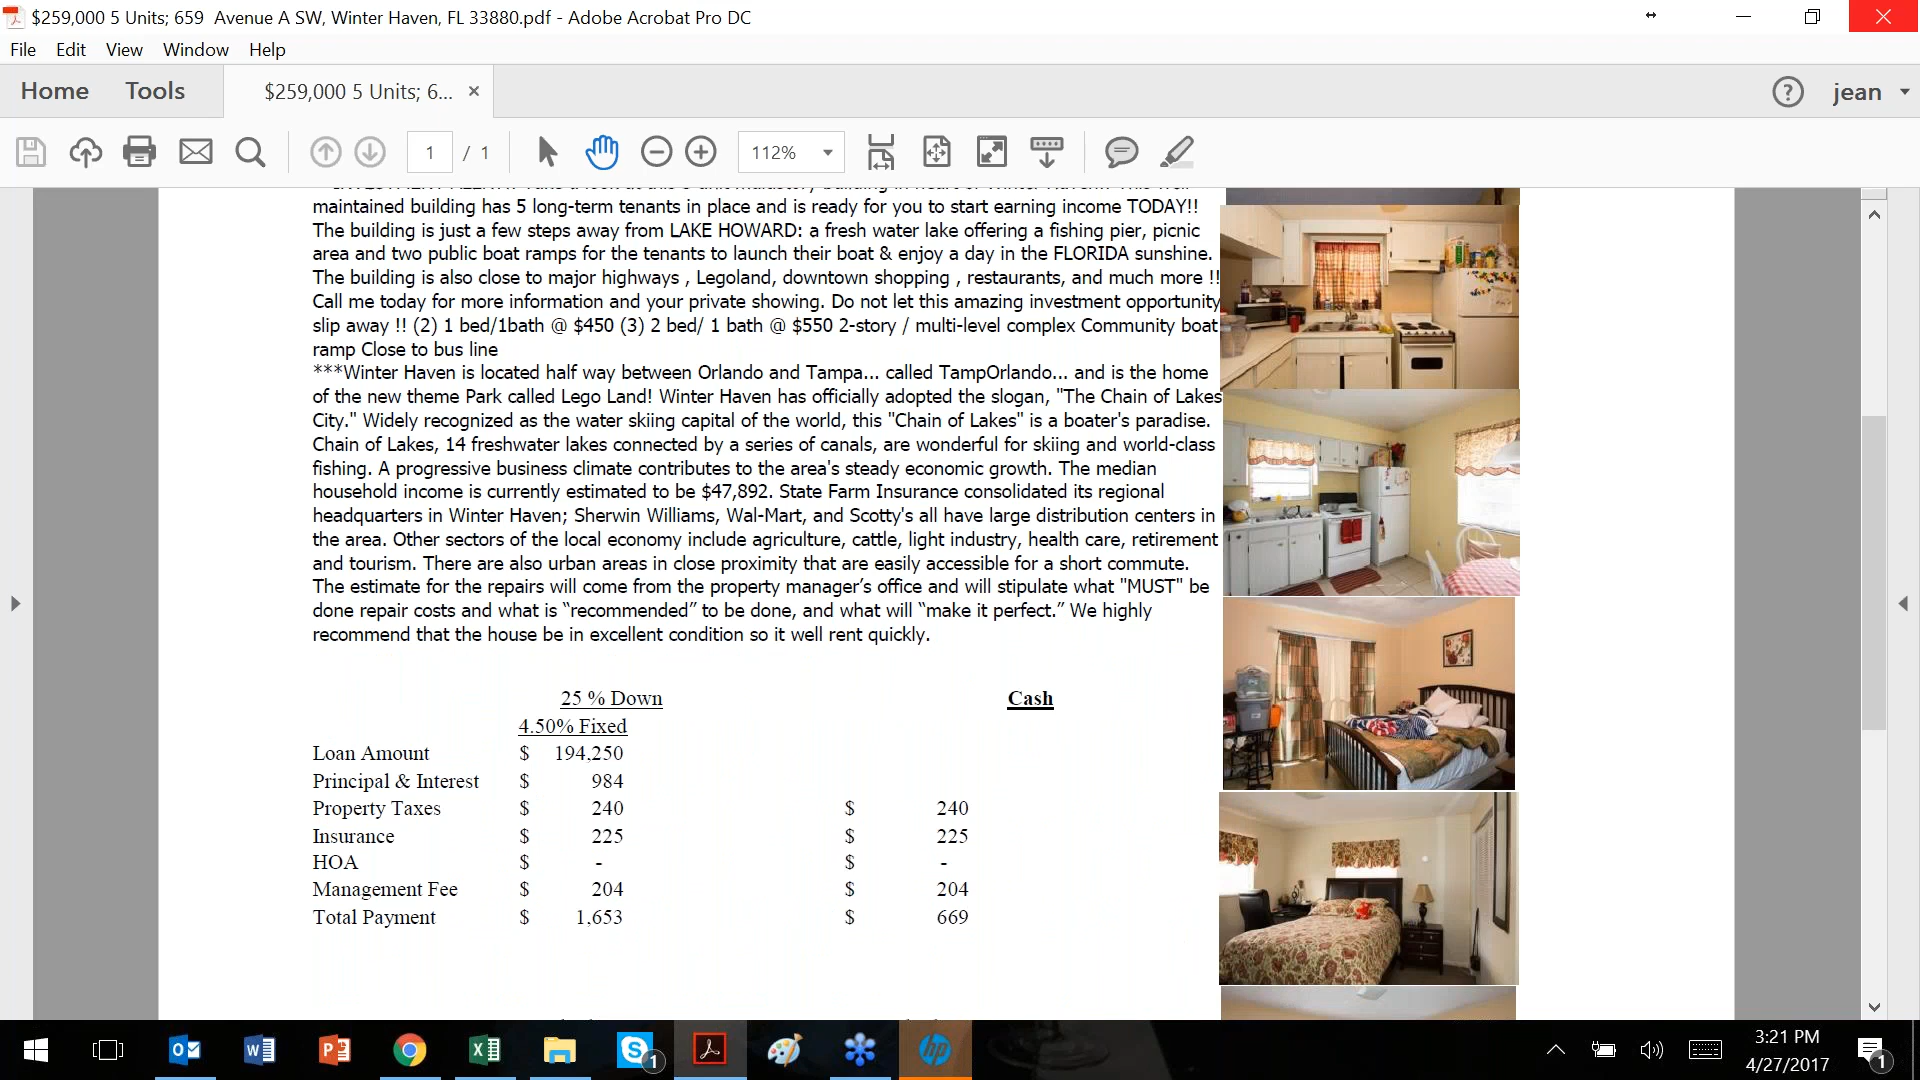 $259,000 5 Units; 659 Avenue A SW, Winter Haven, FL 33880.pdf - Adobe Acrobat Pro DC
File Edit View Window Help
Home Tools $259,000 5 Units; 6... × ? jean
1 / 1 112%
maintained building has 5 long-term tenants in place and is ready for you to start earning income TODAY!!
The building is just a few steps away from LAKE HOWARD: a fresh water lake offering a fishing pier, picnic
area and two public boat ramps for the tenants to launch their boat & enjoy a day in the FLORIDA sunshine.
The building is also close to major highways , Legoland, downtown shopping , restaurants, and much more !!
Call me today for more information and your private showing. Do not let this amazing investment opportunity
slip away !! (2) 1 bed/1bath @ $450 (3) 2 bed/ 1 bath @ $550 2-story / multi-level complex Community boat
ramp Close to bus line
***Winter Haven is located half way between Orlando and Tampa... called TampOrlando... and is the home
of the new theme Park called Lego Land! Winter Haven has officially adopted the slogan, "The Chain of Lakes
City." Widely recognized as the water skiing capital of the world, this "Chain of Lakes" is a boater's paradise.
Chain of Lakes, 14 freshwater lakes connected by a series of canals, are wonderful for skiing and world-class
fishing. A progressive business climate contributes to the area's steady economic growth. The median
household income is currently estimated to be $47,892. State Farm Insurance consolidated its regional
headquarters in Winter Haven; Sherwin Williams, Wal-Mart, and Scotty's all have large distribution centers in
the area. Other sectors of the local economy include agriculture, cattle, light industry, health care, retirement
and tourism. There are also urban areas in close proximity that are easily accessible for a short commute.
The estimate for the repairs will come from the property manager’s office and will stipulate what "MUST" be
done repair costs and what is “recommended” to be done, and what will “make it perfect.” We highly
recommend that the house be in excellent condition so it well rent quickly.
25 % Down Cash
4.50% Fixed
Loan Amount $ 194,250
Principal & Interest $ 984
Property Taxes $ 240 $ 240
Insurance $ 225 $ 225
HOA $ - $ -
Management Fee $ 204 $ 204
Total Payment $ 1,653 $ 669
3:21 PM
4/27/2017
1
1